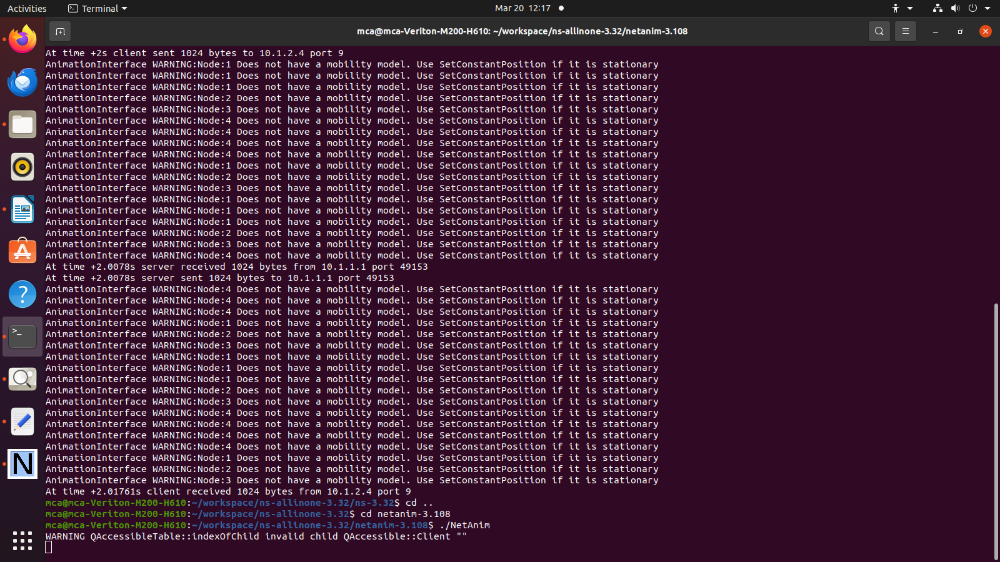 Activities
Terminal
Mar 20 12:17
mca@mca-Veriton-M200-H610: ~/workspace/ns-allinone-3.32/netanim-3.108
At time +2s client sent 1024 bytes to 10.1.2.4 port 9
AnimationInterface WARNING:Node:1 Does not have a mobility model. Use SetConstantPosition if it is stationary
AnimationInterface WARNING:Node:1 Does not have a mobility model. Use SetConstantPosition if it is stationary
AnimationInterface WARNING:Node:1 Does not have a mobility model. Use SetConstantPosition if it is stationary
AnimationInterface WARNING:Node:2 Does not have a mobility model. Use SetConstantPosition if it is stationary
AnimationInterface WARNING:Node:3 Does not have a mobility model. Use SetConstantPosition if it is stationary
AnimationInterface WARNING:Node:4 Does not have a mobility model. Use SetConstantPosition if it is stationary
AnimationInterface WARNING:Node:4 Does not have a mobility model. Use SetConstantPosition if it is stationary
AnimationInterface WARNING:Node:4 Does not have a mobility model. Use SetConstantPosition if it is stationary
AnimationInterface WARNING:Node:4 Does not have a mobility model. Use SetConstantPosition if it is stationary
AnimationInterface WARNING:Node:1 Does not have a mobility model. Use SetConstantPosition if it is stationary
AnimationInterface WARNING:Node:2 Does not have a mobility model. Use SetConstantPosition if it is stationary
AnimationInterface WARNING:Node:3 Does not have a mobility model. Use SetConstantPosition if it is stationary
AnimationInterface WARNING:Node:1 Does not have a mobility model. Use SetConstantPosition if it is stationary
AnimationInterface WARNING:Node:1 Does not have a mobility model. Use SetConstantPosition if it is stationary
AnimationInterface WARNING:Node:1 Does not have a mobility model. Use SetConstantPosition if it is stationary
AnimationInterface WARNING:Node:2 Does not have a mobility model. Use SetConstantPosition if it is stationary
AnimationInterface WARNING:Node:3 Does not have a mobility model. Use SetConstantPosition if it is stationary
AnimationInterface WARNING:Node:4 Does not have a mobility model. Use SetConstantPosition if it is stationary
At time +2.0078s server received 1024 bytes from 10.1.1.1 port 49153
At time +2.0078s server sent 1024 bytes to 10.1.1.1 port 49153
AnimationInterface WARNING:Node:4 Does not have a mobility model. Use SetConstantPosition if it is stationary
AnimationInterface WARNING:Node:4 Does not have a mobility model. Use SetConstantPosition if it is stationary
AnimationInterface WARNING:Node:4 Does not have a mobility model. Use SetConstantPosition if it is stationary
AnimationInterface WARNING:Node:1 Does not have a mobility model. Use SetConstantPosition if it is stationary
AnimationInterface WARNING:Node:2 Does not have a mobility model. Use SetConstantPosition if it is stationary
AnimationInterface WARNING:Node:3 Does not have a mobility model. Use SetConstantPosition if it is stationary
AnimationInterface WARNING:Node:1 Does not have a mobility model. Use SetConstantPosition if it is stationary
AnimationInterface WARNING:Node:1 Does not have a mobility model. Use SetConstantPosition if it is stationary
AnimationInterface WARNING:Node:1 Does not have a mobility model. Use SetConstantPosition if it is stationary
AnimationInterface WARNING:Node:2 Does not have a mobility model. Use SetConstantPosition if it is stationary
AnimationInterface WARNING:Node:3 Does not have a mobility model. Use SetConstantPosition if it is stationary
AnimationInterface WARNING:Node:4 Does not have a mobility model. Use SetConstantPosition if it is stationary
AnimationInterface WARNING:Node:4 Does not have a mobility model. Use SetConstantPosition if it is stationary
AnimationInterface WARNING:Node:4 Does not have a mobility model. Use SetConstantPosition if it is stationary
AnimationInterface WARNING:Node:4 Does not have a mobility model. Use SetConstantPosition if it is stationary
AnimationInterface WARNING:Node:1 Does not have a mobility model. Use SetConstantPosition if it is stationary
AnimationInterface WARNING:Node:2 Does not have a mobility model. Use SetConstantPosition if it is stationary
AnimationInterface WARNING:Node:3 Does not have a mobility model. Use SetConstantPosition if it is stationary
At time +2.01761s client received 1024 bytes from 10.1.2.4 port 9
mca@mca-Veriton-M200-H610:~/workspace/ns-allinone-3.32/ns-3.32$ cd ..
mca@mca-Veriton-M200-H610:~/workspace/ns-allinone-3.32$ cd netanim-3.108
mca@mca-Veriton-M200-H610:~/workspace/ns-allinone-3.32/netanim-3.108$ ./NetAnim
WARNING QAccessibleTable::indexOfChild invalid child QAccessible::Client ""
N